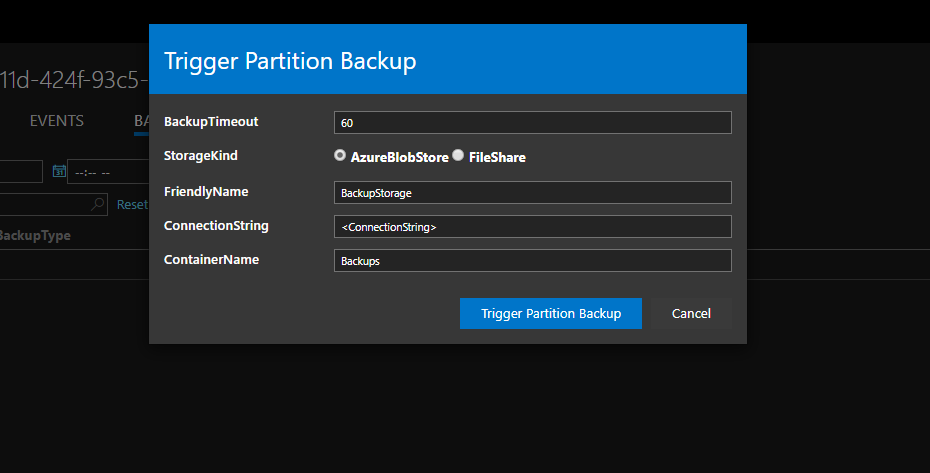 Trigger Partition Backup
11d-424f-93c5-
EVENTS
BackupTimeout 60
StorageKind AzureBlobStore FileShare
--:-- --
FriendlyName BackupStorage
Reset
ConnectionString <ConnectionString>
BackupType
ContainerName Backups
Trigger Partition Backup Cancel